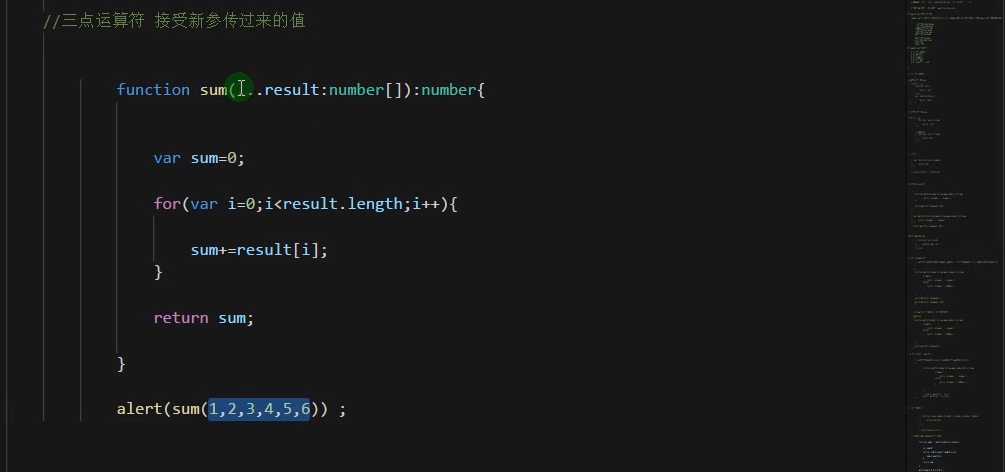 //三点运算符 接受新参传过来的值
function sum(...result:number[]):number{
var sum=0;
for(var i=0;i<result.length;i++){
sum+=result[i];
}
return sum;
}
alert(sum(1,2,3,4,5,6)) ;